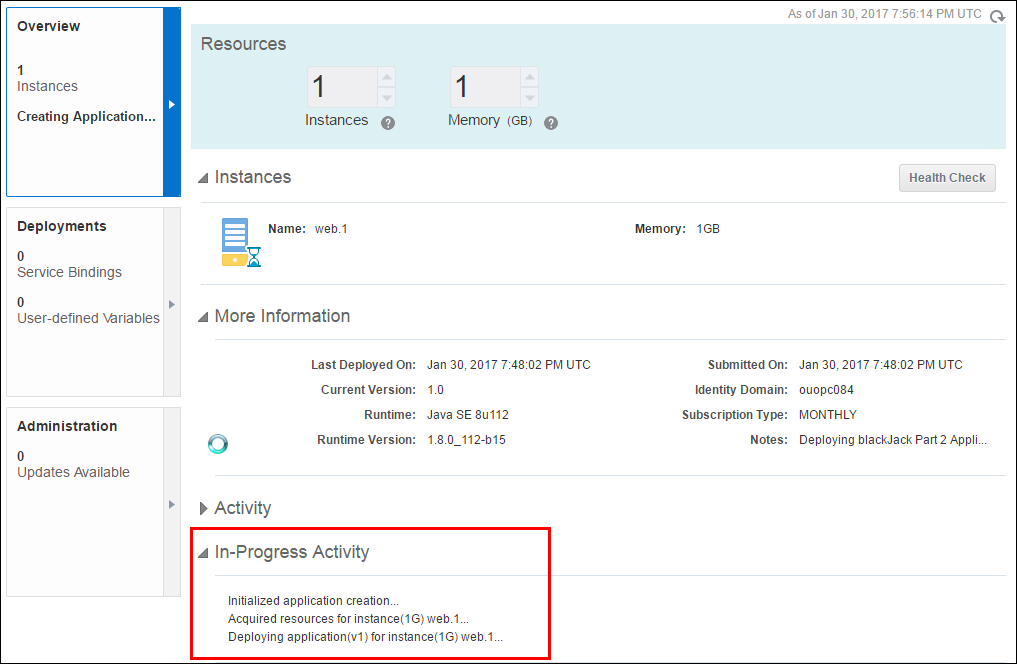 As of Jan 30, 2017 7:56:14 PM UTC
Overview
1
Instances
Creating Application...
Resources
1
Instances ?
1
Memory (GB) ?
Instances
Health Check
Name: web.1
Memory: 1GB
Deployments
0
Service Bindings
0
User-defined Variables
More Information
Last Deployed On: Jan 30, 2017 7:48:02 PM UTC
Submitted On: Jan 30, 2017 7:48:02 PM UTC
Current Version: 1.0
Identity Domain: ouopc084
Runtime: Java SE 8u112
Subscription Type: MONTHLY
Runtime Version: 1.8.0_112-b15
Notes: Deploying blackJack Part 2 Appli...
Administration
0
Updates Available
Activity
In-Progress Activity
Initialized application creation...
Acquired resources for instance(1G) web.1...
Deploying application(v1) for instance(1G) web.1...